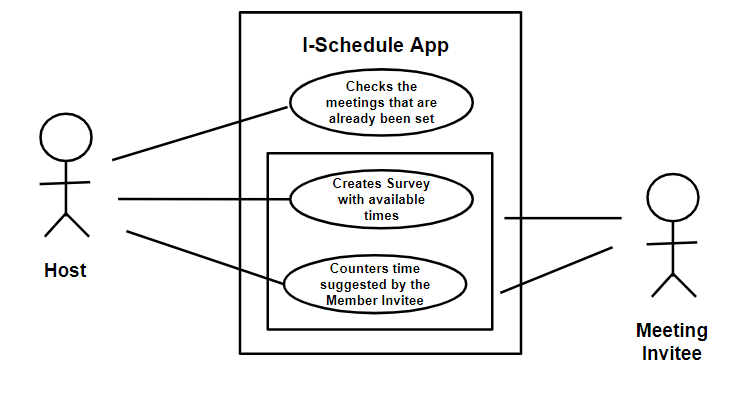 I-Schedule App
Checks the
meetings that are
already been set
Creates Survey
with available
times
Counters time
suggested by the
Member Invitee
Host
Meeting
Invitee